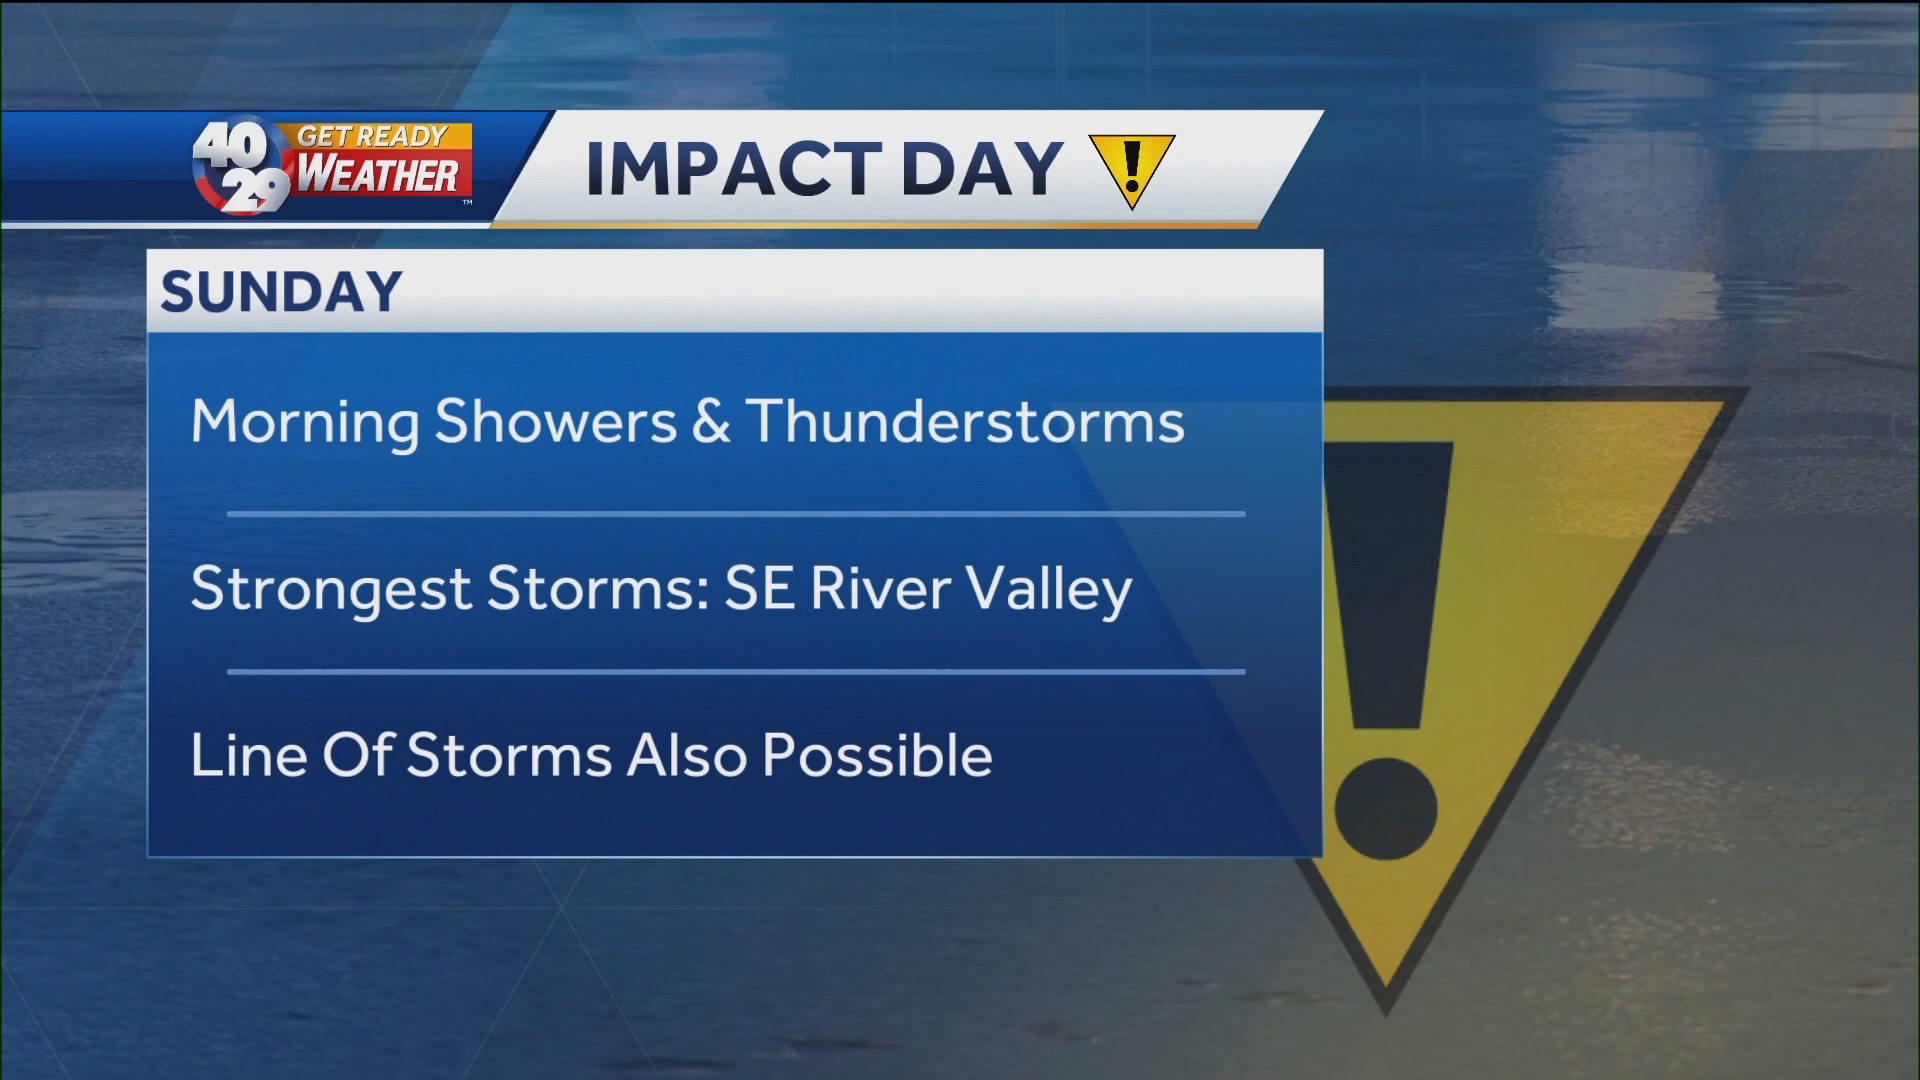 40
29
GET READY
WEATHER™
IMPACT DAY
SUNDAY
Morning Showers & Thunderstorms
Strongest Storms: SE River Valley
Line Of Storms Also Possible